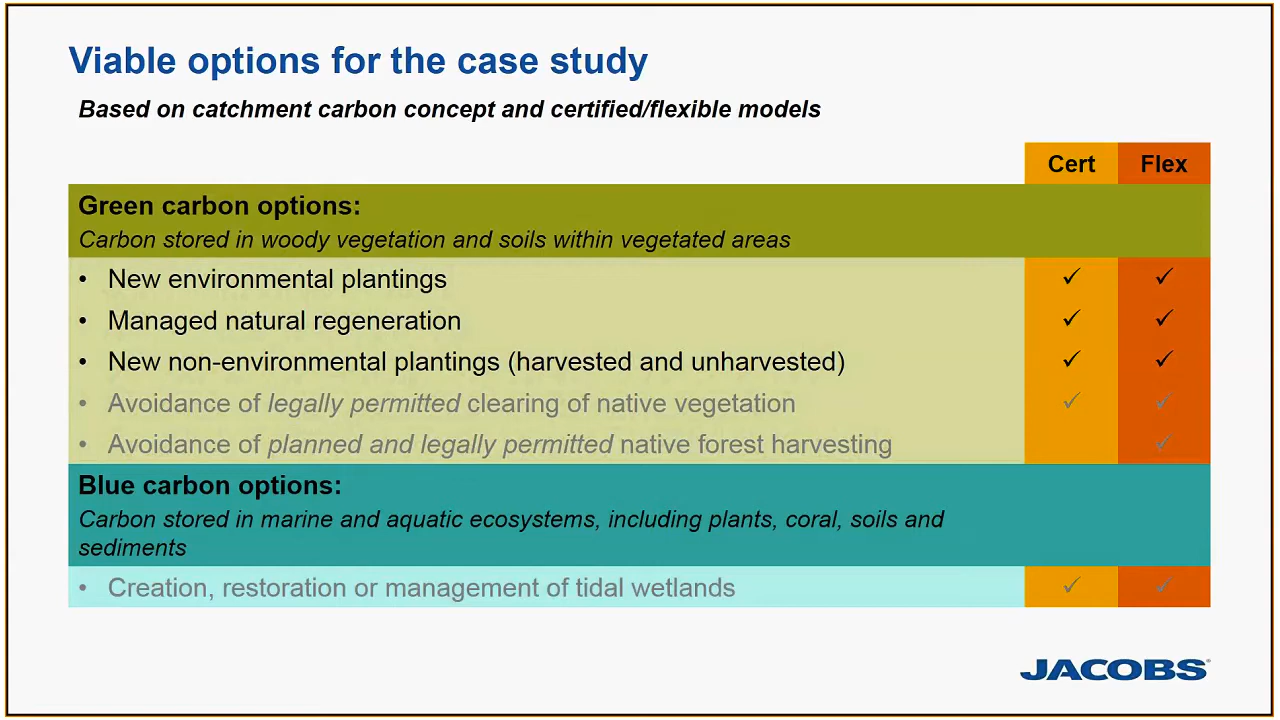 Viable options for the case study
Based on catchment carbon concept and certified/flexible models
Cert Flex
Green carbon options:
Carbon stored in woody vegetation and soils within vegetated areas
• New environmental plantings ✓ ✓
• Managed natural regeneration ✓ ✓
• New non-environmental plantings (harvested and unharvested) ✓ ✓
• Avoidance of legally permitted clearing of native vegetation ✓ ✓
• Avoidance of planned and legally permitted native forest harvesting ✓
Blue carbon options:
Carbon stored in marine and aquatic ecosystems, including plants, coral, soils and
sediments
• Creation, restoration or management of tidal wetlands ✓ ✓
JACOBS